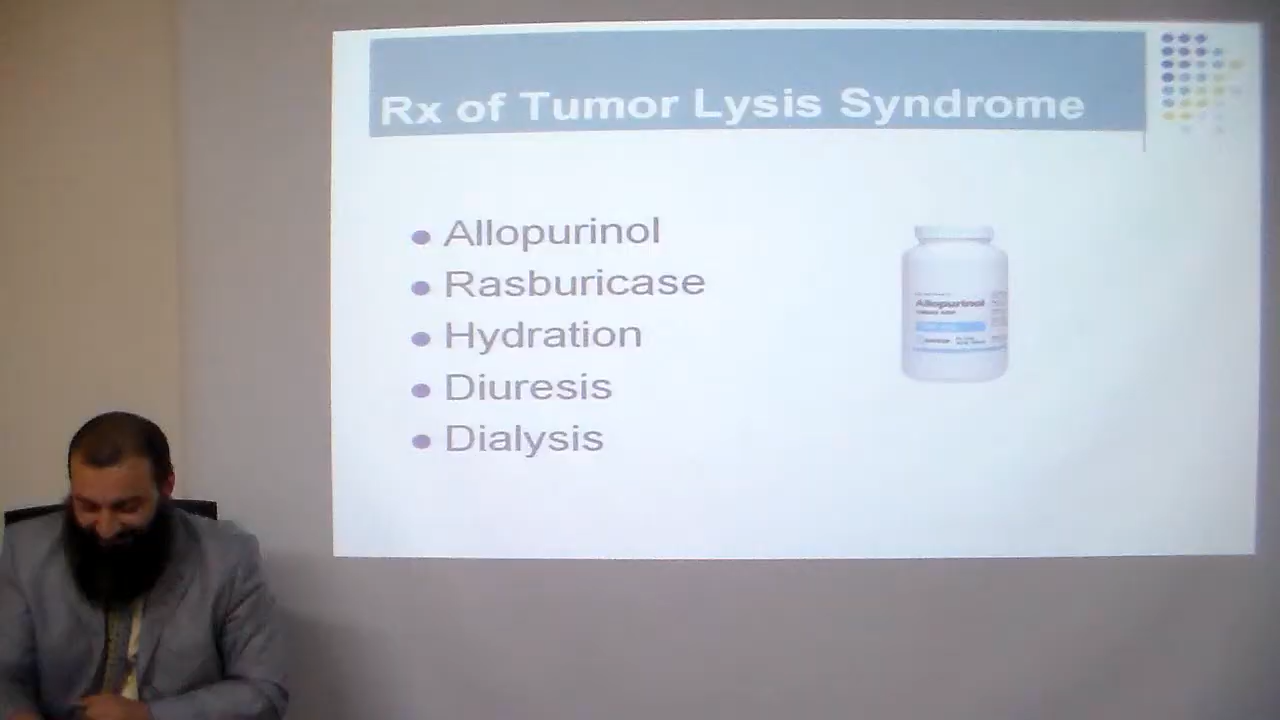 Rx of Tumor Lysis Syndrome
Allopurinol
Rasburicase
Hydration
Diuresis
Dialysis
Allopurinol